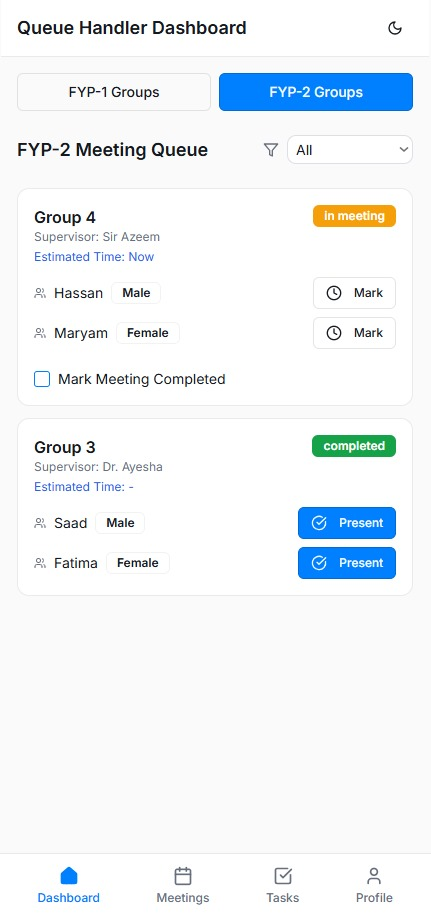 Queue Handler Dashboard
FYP-1 Groups
FYP-2 Groups
FYP-2 Meeting Queue
All
Group 4
in meeting
Supervisor: Sir Azeem
Estimated Time: Now
Hassan Male Mark
Maryam Female Mark
Mark Meeting Completed
Group 3
completed
Supervisor: Dr. Ayesha
Estimated Time: -
Saad Male Present
Fatima Female Present
Dashboard Meetings Tasks Profile